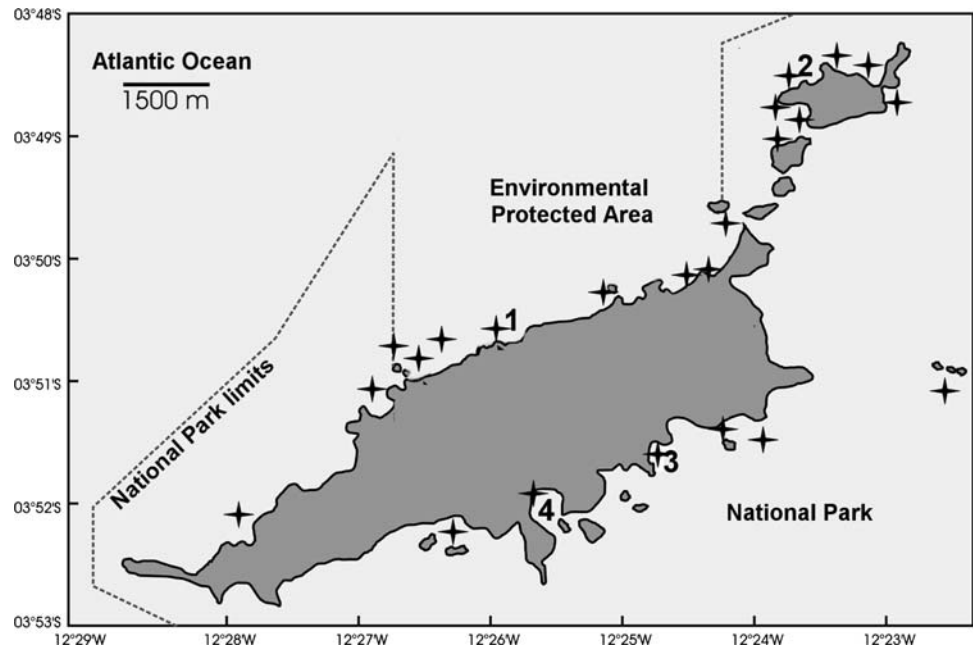 03°48'S
Atlantic Ocean
1500 m
2
03°49'S
Environmental
Protected Area
03°50'S
1
03°51'S
National Park limits
3
03°52'S
4
National Park
03°53'S
12°29'W 12°28'W 12°27'W 12°26'W 12°25'W 12°24'W 12°23'W